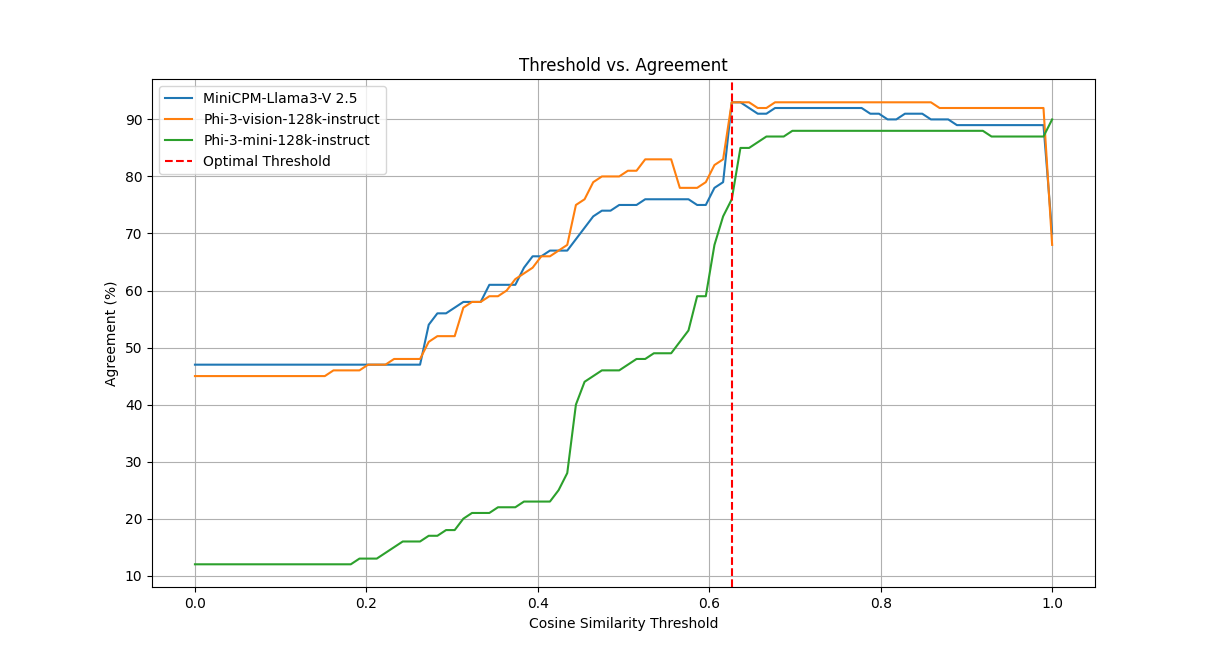 Threshold vs. Agreement
MiniCPM-Llama3-V 2.5
Phi-3-vision-128k-instruct
Phi-3-mini-128k-instruct
Optimal Threshold
Agreement (%)
90
80
70
60
50
40
30
20
10
0.0 0.2 0.4 0.6 0.8 1.0
Cosine Similarity Threshold